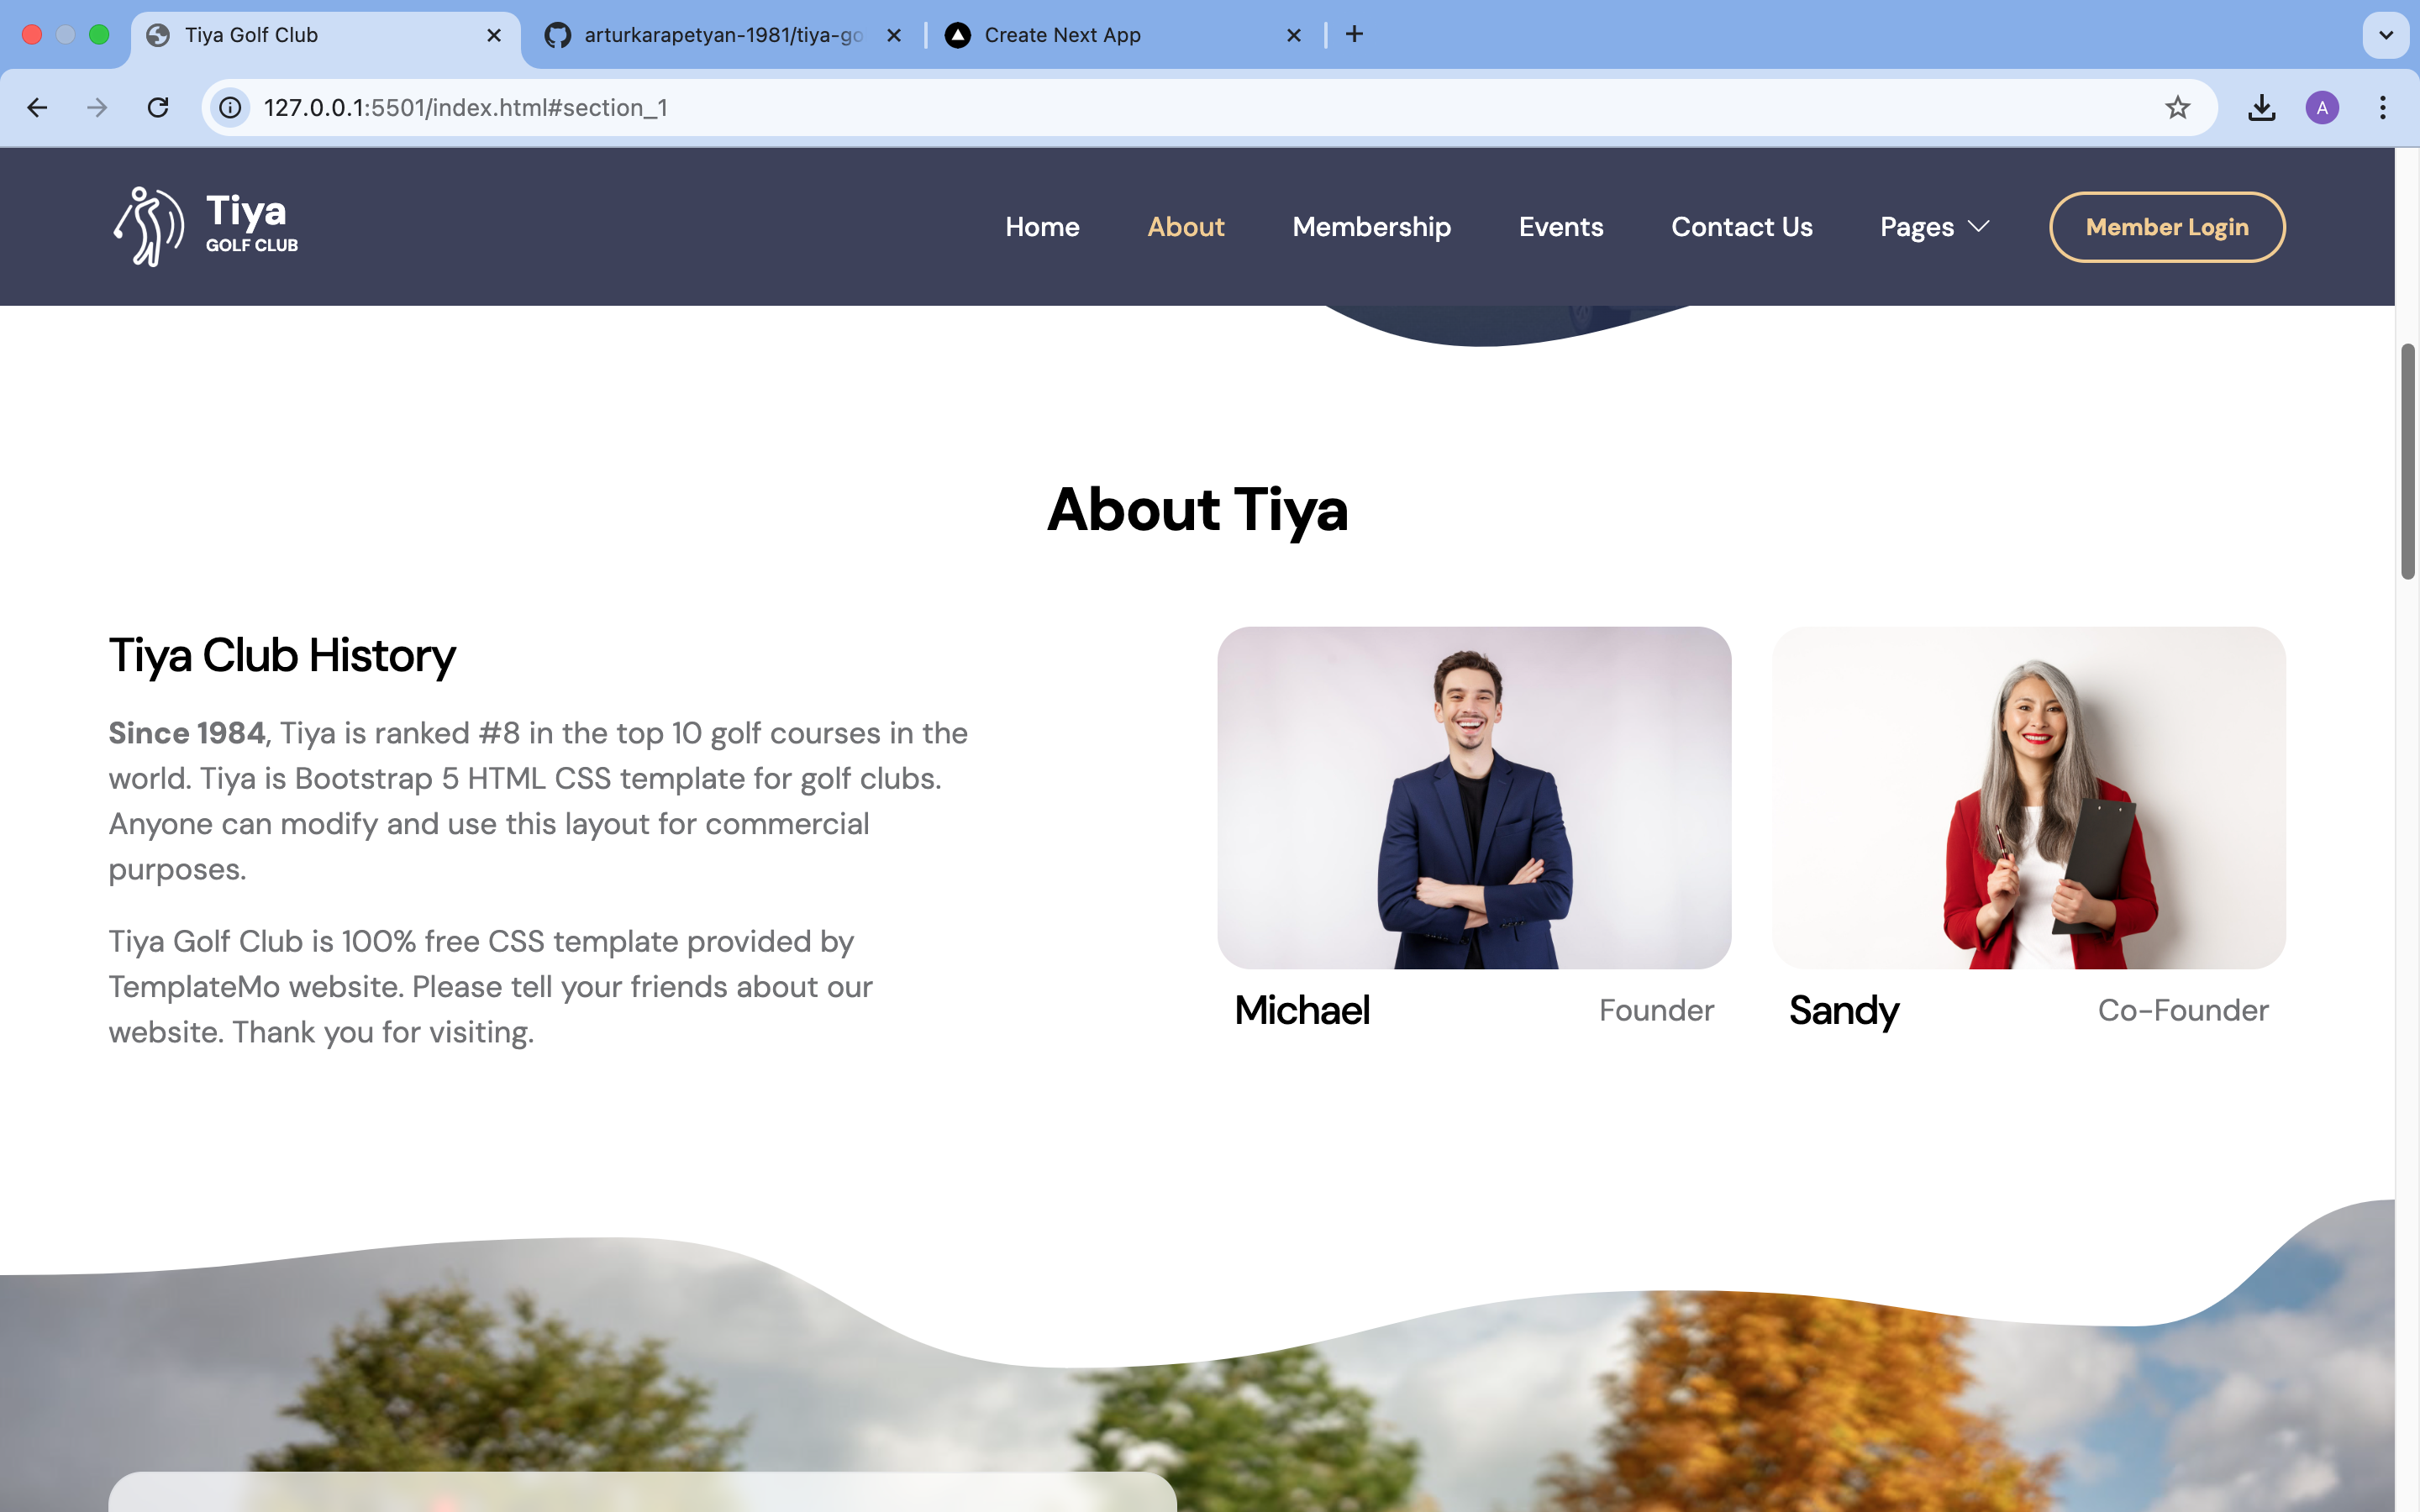 Tiya Golf Club
arturkarapetyan-1981/tiya-go
Create Next App
127.0.0.1:5501/index.html#section_1
A
Tiya
GOLF CLUB
Home
About
Membership
Events
Contact Us
Pages
Member Login
About Tiya
Tiya Club History
Since 1984, Tiya is ranked #8 in the top 10 golf courses in the
world. Tiya is Bootstrap 5 HTML CSS template for golf clubs.
Anyone can modify and use this layout for commercial
purposes.
Tiya Golf Club is 100% free CSS template provided by
TemplateMo website. Please tell your friends about our
website. Thank you for visiting.
Michael
Founder
Sandy
Co-Founder